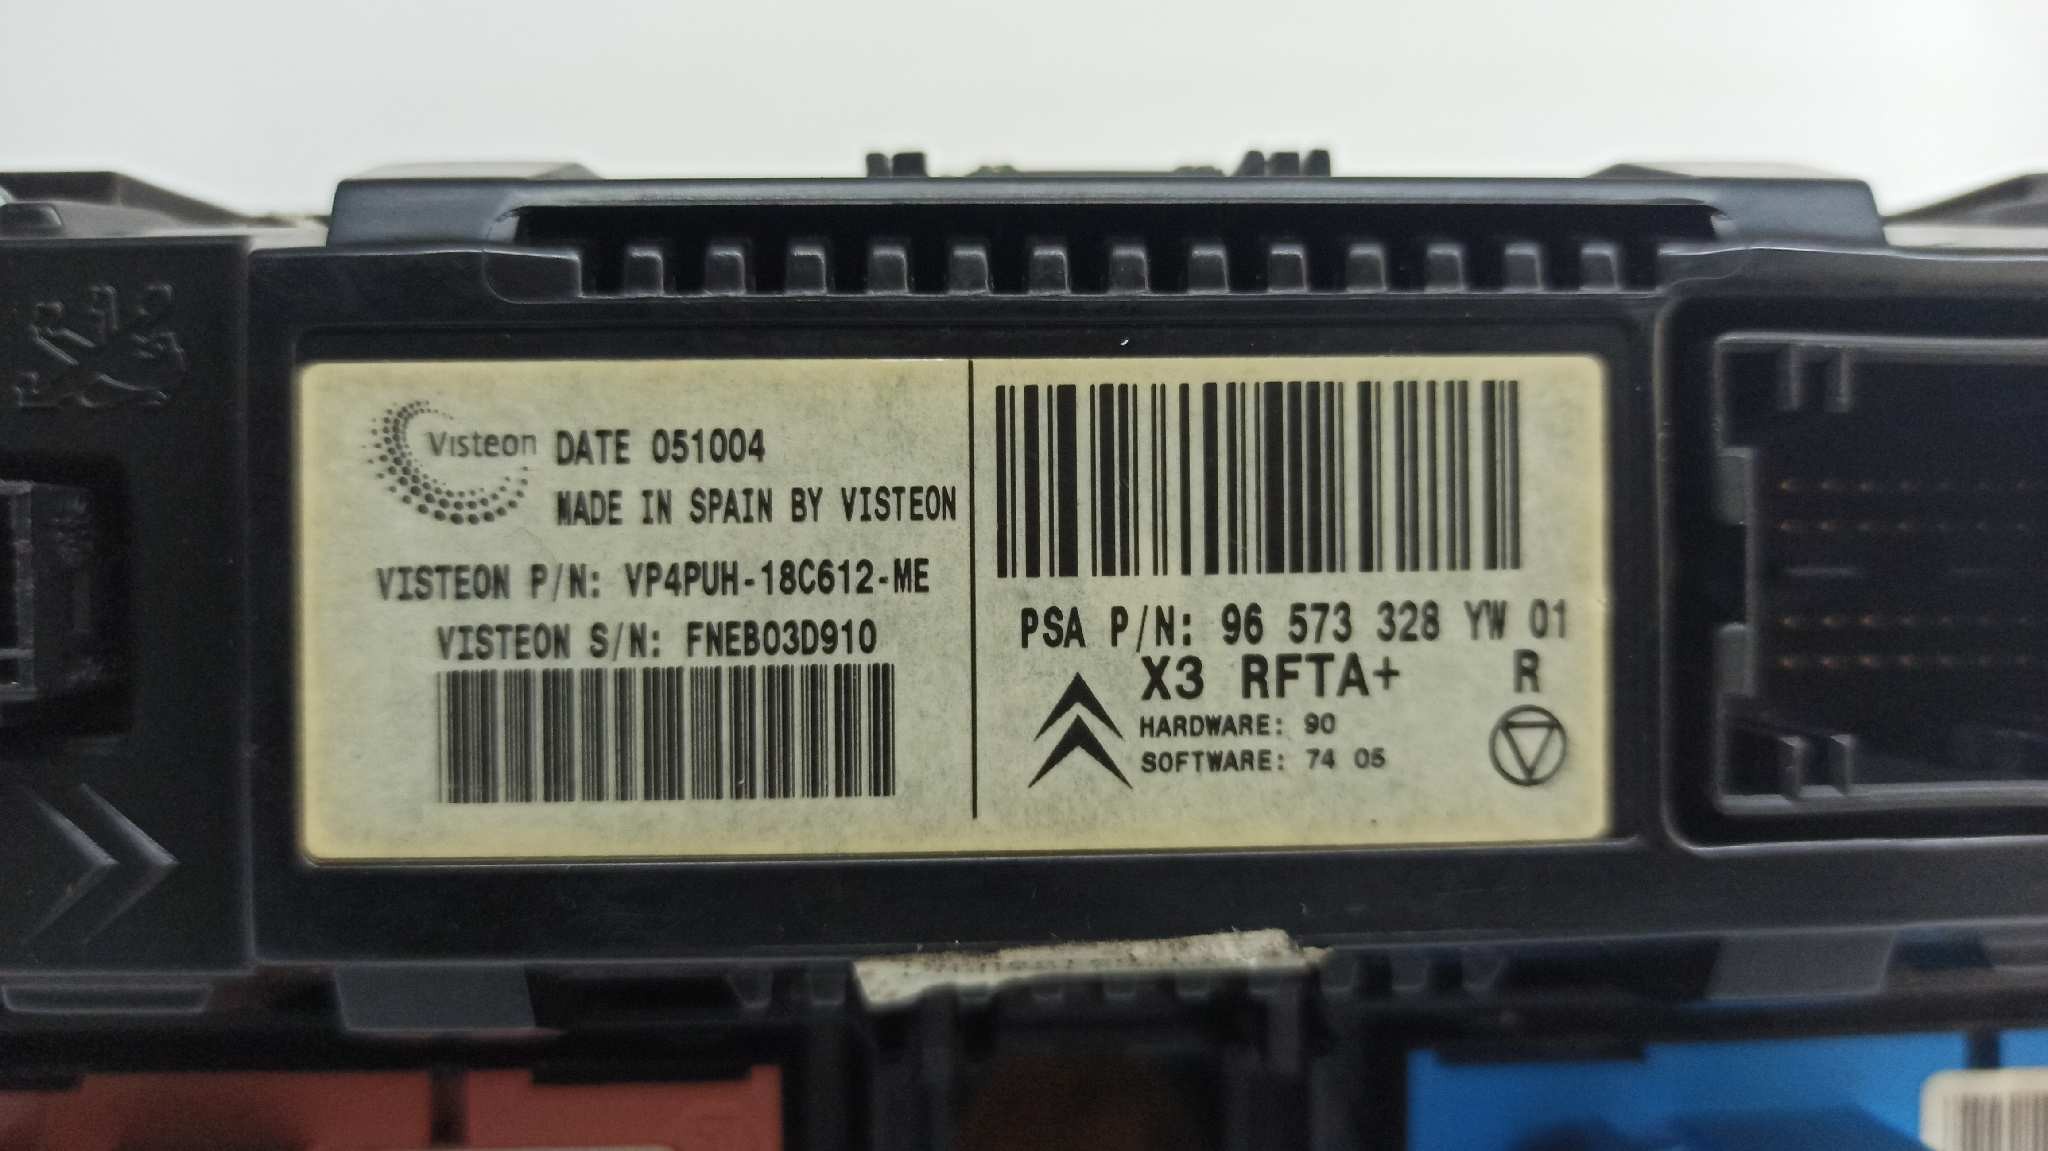 Visteon DATE 051004
MADE IN SPAIN BY VISTEON
VISTEON P/N: VP4PUH-18C612-ME
VISTEON S/N: FNEB03D910
PSA P/N: 96 573 328 YW 01
X3 RFTA+ R
HARDWARE: 90
SOFTWARE: 74 05